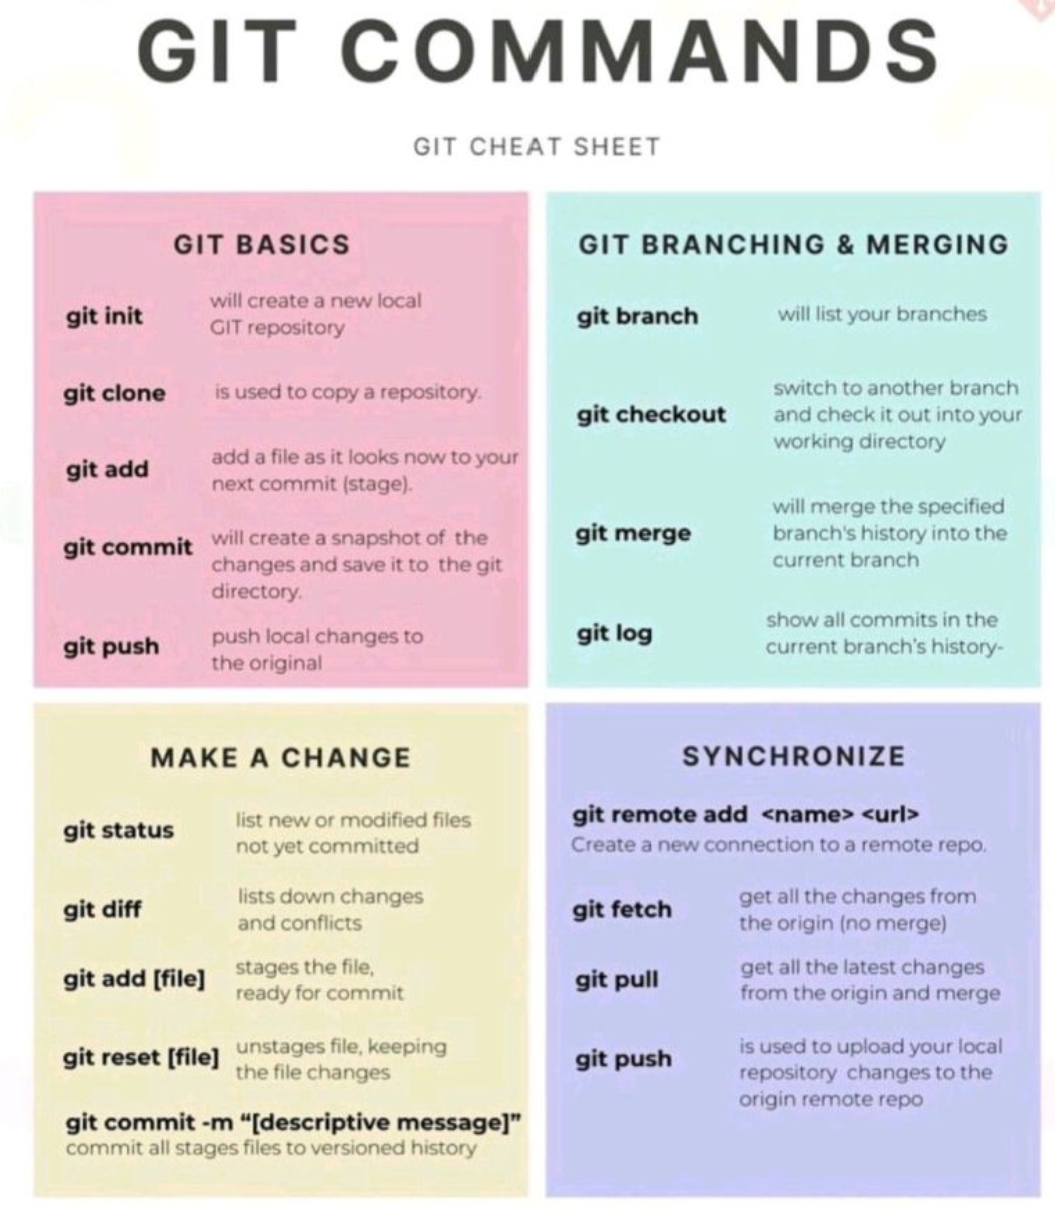 GIT COMMANDS
GIT CHEAT SHEET
GIT BASICS
git init
will create a new local
GIT repository
git clone
is used to copy a repository.
git add
add a file as it looks now to your
next commit (stage).
git commit
will create a snapshot of the
changes and save it to the git
directory.
git push
push local changes to
the original
GIT BRANCHING & MERGING
git branch
will list your branches
git checkout
switch to another branch
and check it out into your
working directory
git merge
will merge the specified
branch's history into the
current branch
git log
show all commits in the
current branch's history-
MAKE A CHANGE
git status
list new or modified files
not yet committed
git diff
lists down changes
and conflicts
git add [file]
stages the file,
ready for commit
git reset [file]
unstages file, keeping
the file changes
git commit -m “[descriptive message]”
commit all stages files to versioned history
SYNCHRONIZE
git remote add <name> <url>
Create a new connection to a remote repo.
git fetch
get all the changes from
the origin (no merge)
git pull
get all the latest changes
from the origin and merge
git push
is used to upload your local
repository changes to the
origin remote repo